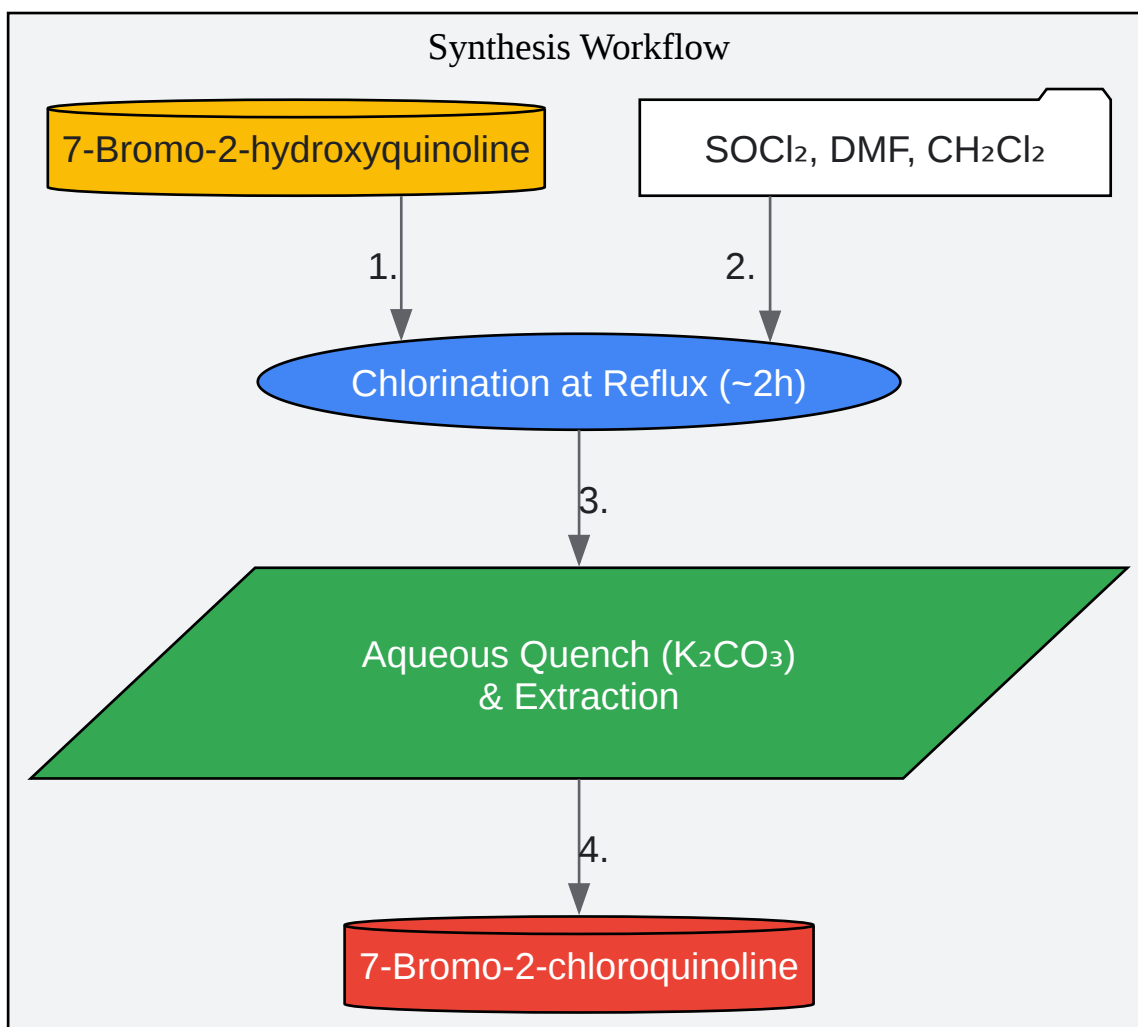 Synthesis Workflow
7-Bromo-2-hydroxyquinoline
SOCl₂, DMF, CH₂Cl₂
1.
2.
Chlorination at Reflux (~2h)
3.
Aqueous Quench (K₂CO₃)
& Extraction
4.
7-Bromo-2-chloroquinoline